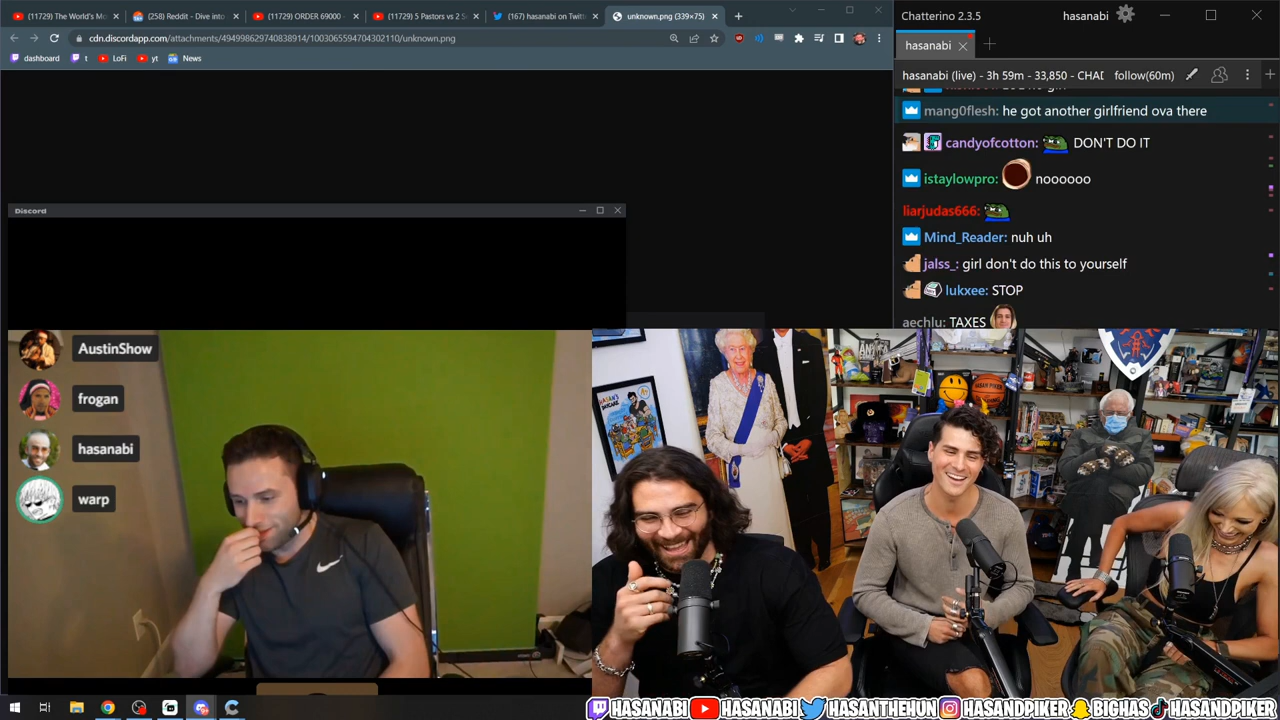 (11729) The World's Mo
(258) Reddit - Dive into
(11729) ORDER 69000 -
(11729) 5 Pastors vs 2 S
(167) hasanabi on Twit
unknown.png (339×75)
cdn.discordapp.com/attachments/494998629740838914/1003065594704302110/unknown.png
dashboard
t
LoFi
yt
News
Discord
Chatterino 2.3.5
hasanabi
hasanabi
hasanabi (live) - 3h 59m - 33,850 - CHAD
follow(60m)
mang0flesh: he got another girlfriend ova there
candyofcotton: DON'T DO IT
istaylowpro: noooooo
liarjudas666:
Mind_Reader: nuh uh
jalss_: girl don't do this to yourself
lukxee: STOP
aechlu: TAXES
AustinShow
frogan
hasanabi
warp
HASAN PIKER
HASANABI
HASANABI
HASANTHEHUN
HASANDPIKER
BIGHAS
HASANDPIKER